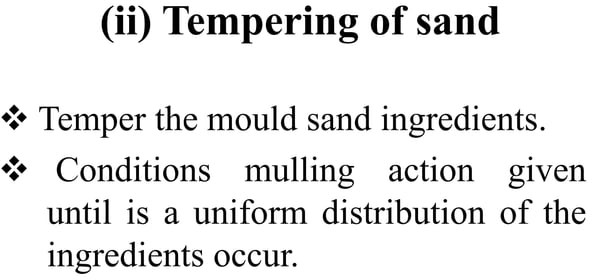 (ii) Tempering of sand
❖ Temper the mould sand ingredients.
❖ Conditions mulling action given
until is a uniform distribution of the
ingredients occur.